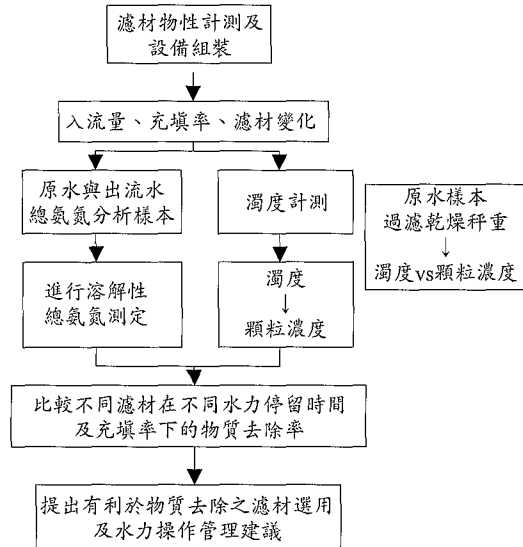 濾材物性計測及
設備組裝
入流量、充填率、濾材變化
原水與出流水
總氨氮分析樣本
濁度計測
原水樣本
過濾乾燥秤重
↓
濁度vs顆粒濃度
進行溶解性
總氨氮測定
濁度
↓
顆粒濃度
比較不同濾材在不同水力停留時間
及充填率下的物質去除率
提出有利於物質去除之濾材選用
及水力操作管理建議